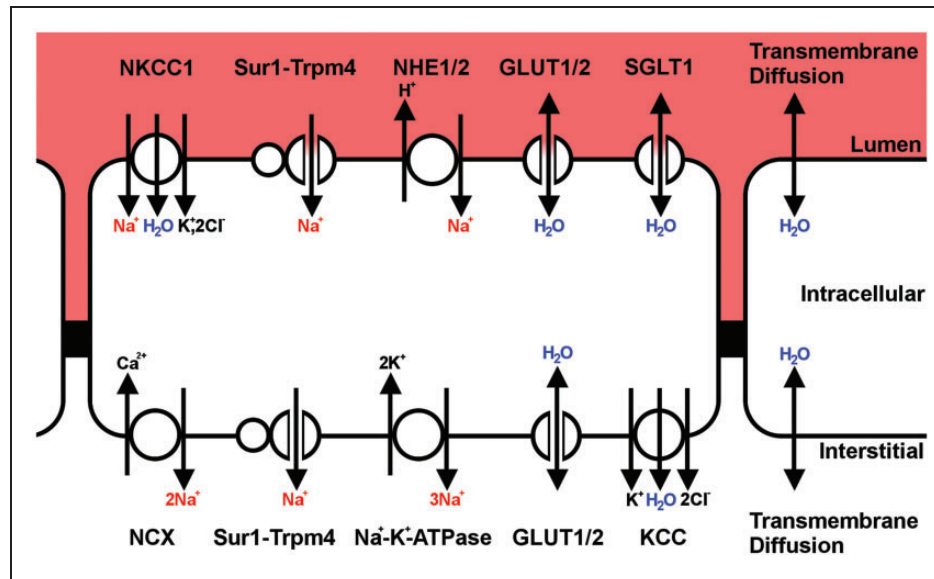 NKCC1 Sur1-Trpm4 NHE1/2 GLUT1/2 SGLT1 Transmembrane
Diffusion
H⁺
Lumen
Na⁺ H₂O K⁺,2Cl⁻ Na⁺ Na⁺ H₂O H₂O H₂O
Intracellular
Ca²⁺ 2K⁺ H₂O H₂O
Interstitial
2Na⁺ Na⁺ 3Na⁺ K⁺ H₂O 2Cl⁻
NCX Sur1-Trpm4 Na⁺-K⁺-ATPase GLUT1/2 KCC Transmembrane
Diffusion